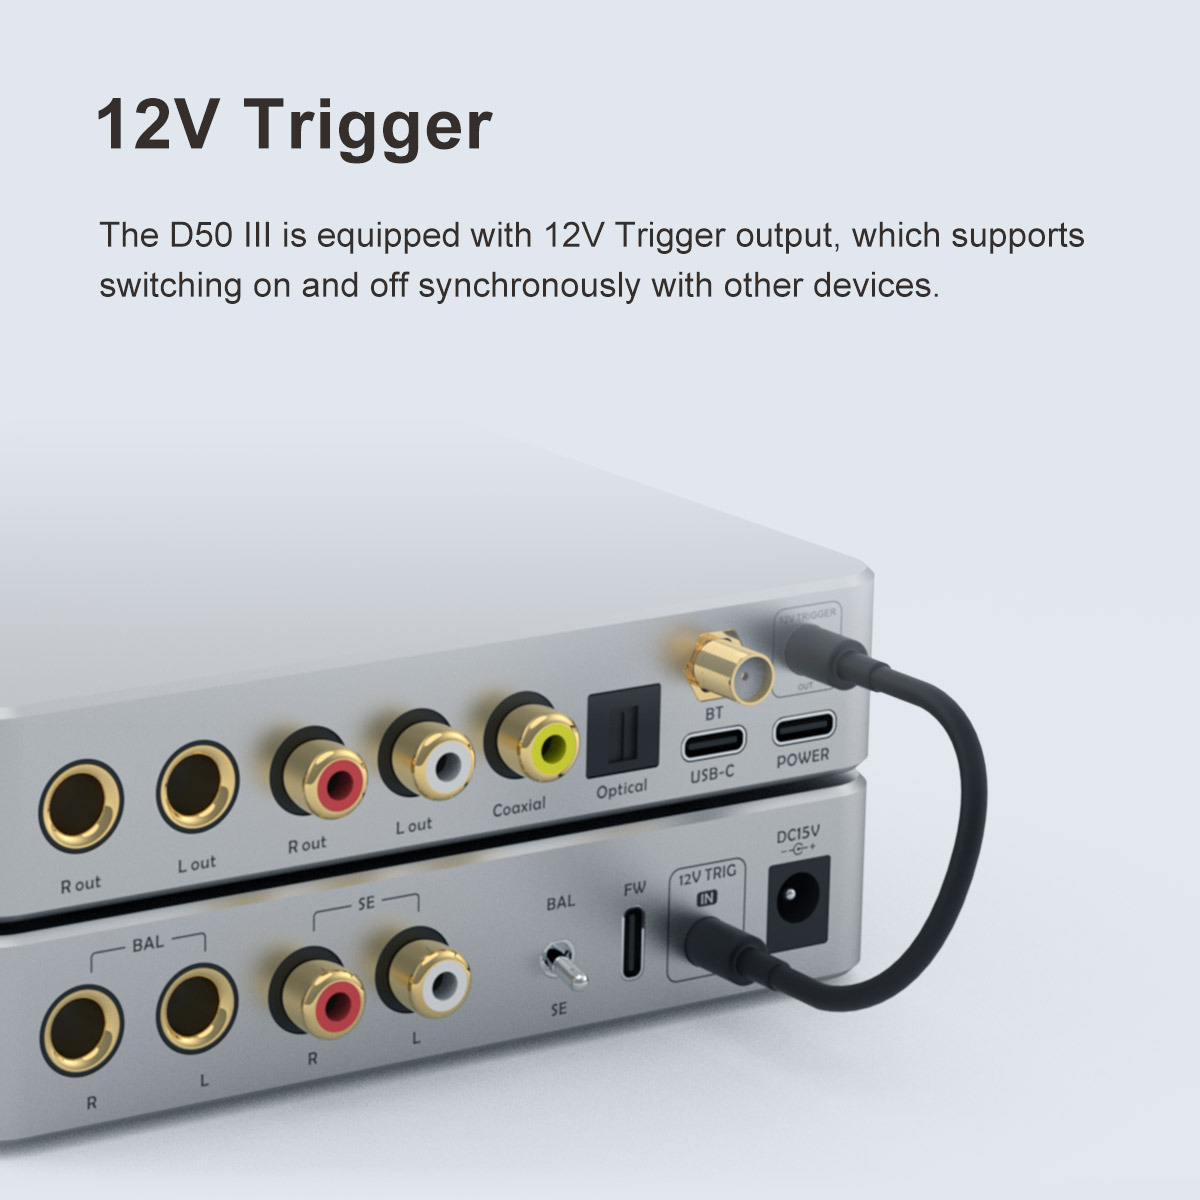 12V Trigger
The D50 III is equipped with 12V Trigger output, which supports
switching on and off synchronously with other devices.
12V TRIGGER
OUT
BT
USB-C
POWER
Optical
Coaxial
L out
R out
L out
R out
DC15V
12V TRIG
IN
FW
BAL
SE
SE
BAL
R
L
R
L